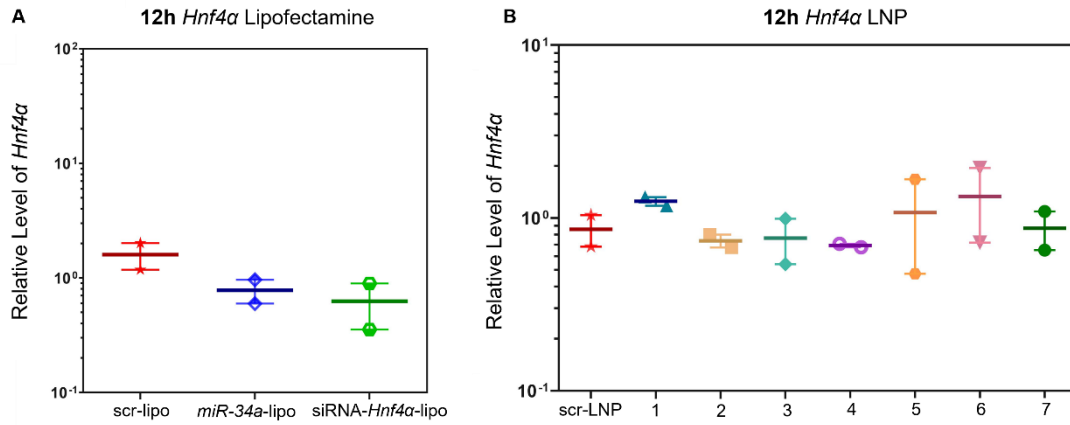 A
12h Hnf4α Lipofectamine
Relative Level of Hnf4α
10²
10¹
10⁰
10⁻¹
scr-lipo miR-34a-lipo siRNA-Hnf4α-lipo
B
12h Hnf4α LNP
Relative Level of Hnf4α
10¹
10⁰
10⁻¹
scr-LNP 1 2 3 4 5 6 7